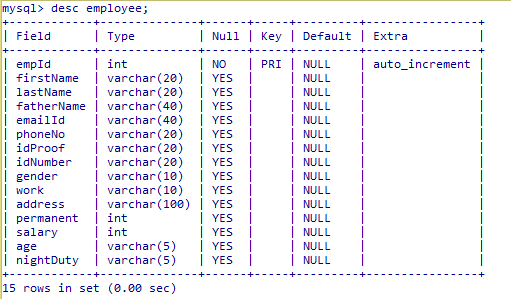 mysql> desc employee;
+------------+--------------+------+-----+---------+----------------+
| Field      | Type         | Null | Key | Default | Extra          |
+------------+--------------+------+-----+---------+----------------+
| empId      | int          | NO   | PRI | NULL    | auto_increment |
| firstName  | varchar(20)  | YES  |     | NULL    |                |
| lastName   | varchar(20)  | YES  |     | NULL    |                |
| fatherName | varchar(40)  | YES  |     | NULL    |                |
| emailId    | varchar(40)  | YES  |     | NULL    |                |
| phoneNo    | varchar(20)  | YES  |     | NULL    |                |
| idProof    | varchar(20)  | YES  |     | NULL    |                |
| idNumber   | varchar(20)  | YES  |     | NULL    |                |
| gender     | varchar(10)  | YES  |     | NULL    |                |
| work       | varchar(10)  | YES  |     | NULL    |                |
| address    | varchar(100) | YES  |     | NULL    |                |
| permanent  | int          | YES  |     | NULL    |                |
| salary     | int          | YES  |     | NULL    |                |
| age        | varchar(5)   | YES  |     | NULL    |                |
| nightDuty  | varchar(5)   | YES  |     | NULL    |                |
+------------+--------------+------+-----+---------+----------------+
15 rows in set (0.00 sec)